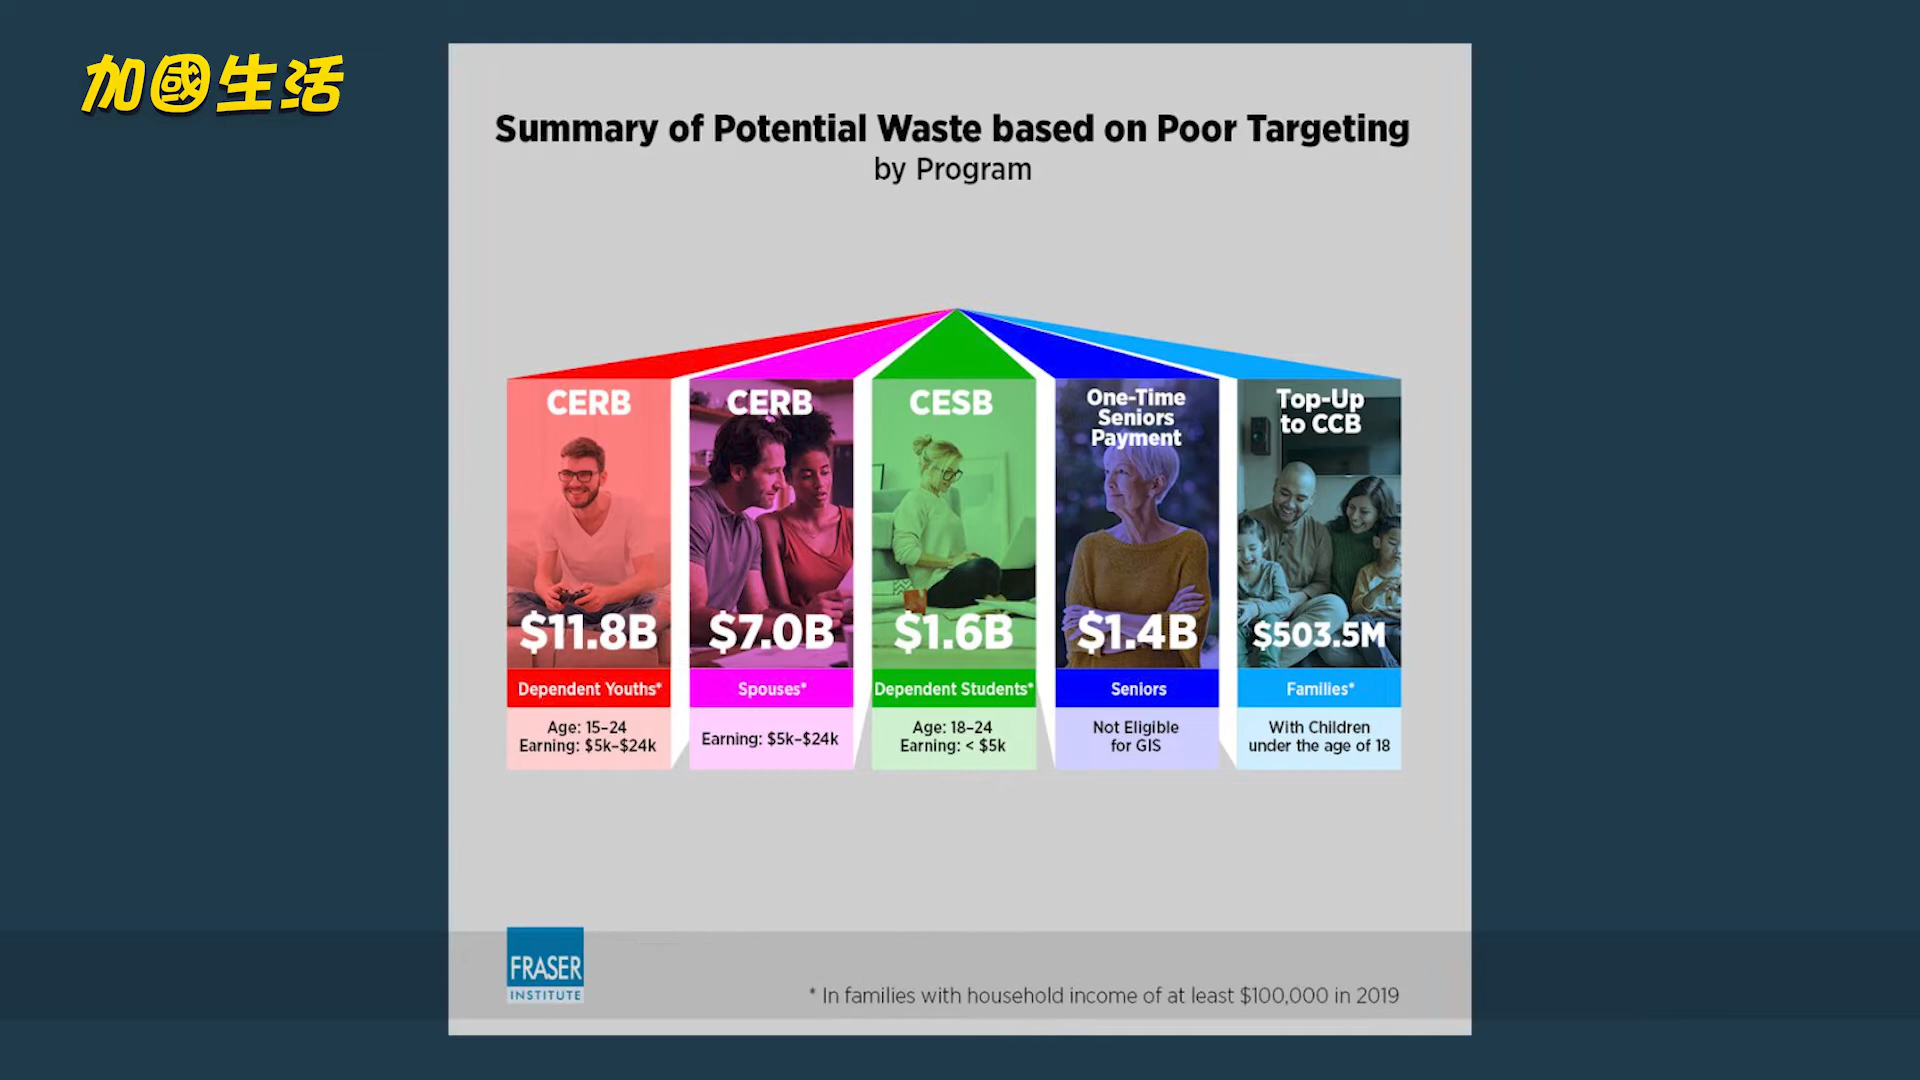 加國生活
Summary of Potential Waste based on Poor Targeting
by Program
CERB
$11.8B
Dependent Youths*
Age: 15–24
Earning: $5k–$24k
CERB
$7.0B
Spouses*
Earning: $5k–$24k
CESB
$1.6B
Dependent Students*
Age: 18–24
Earning: < $5k
One-Time
Seniors
Payment
$1.4B
Seniors
Not Eligible
for GIS
Top-Up
to CCB
$503.5M
Families*
With Children
under the age of 18
FRASER
INSTITUTE
* In families with household income of at least $100,000 in 2019